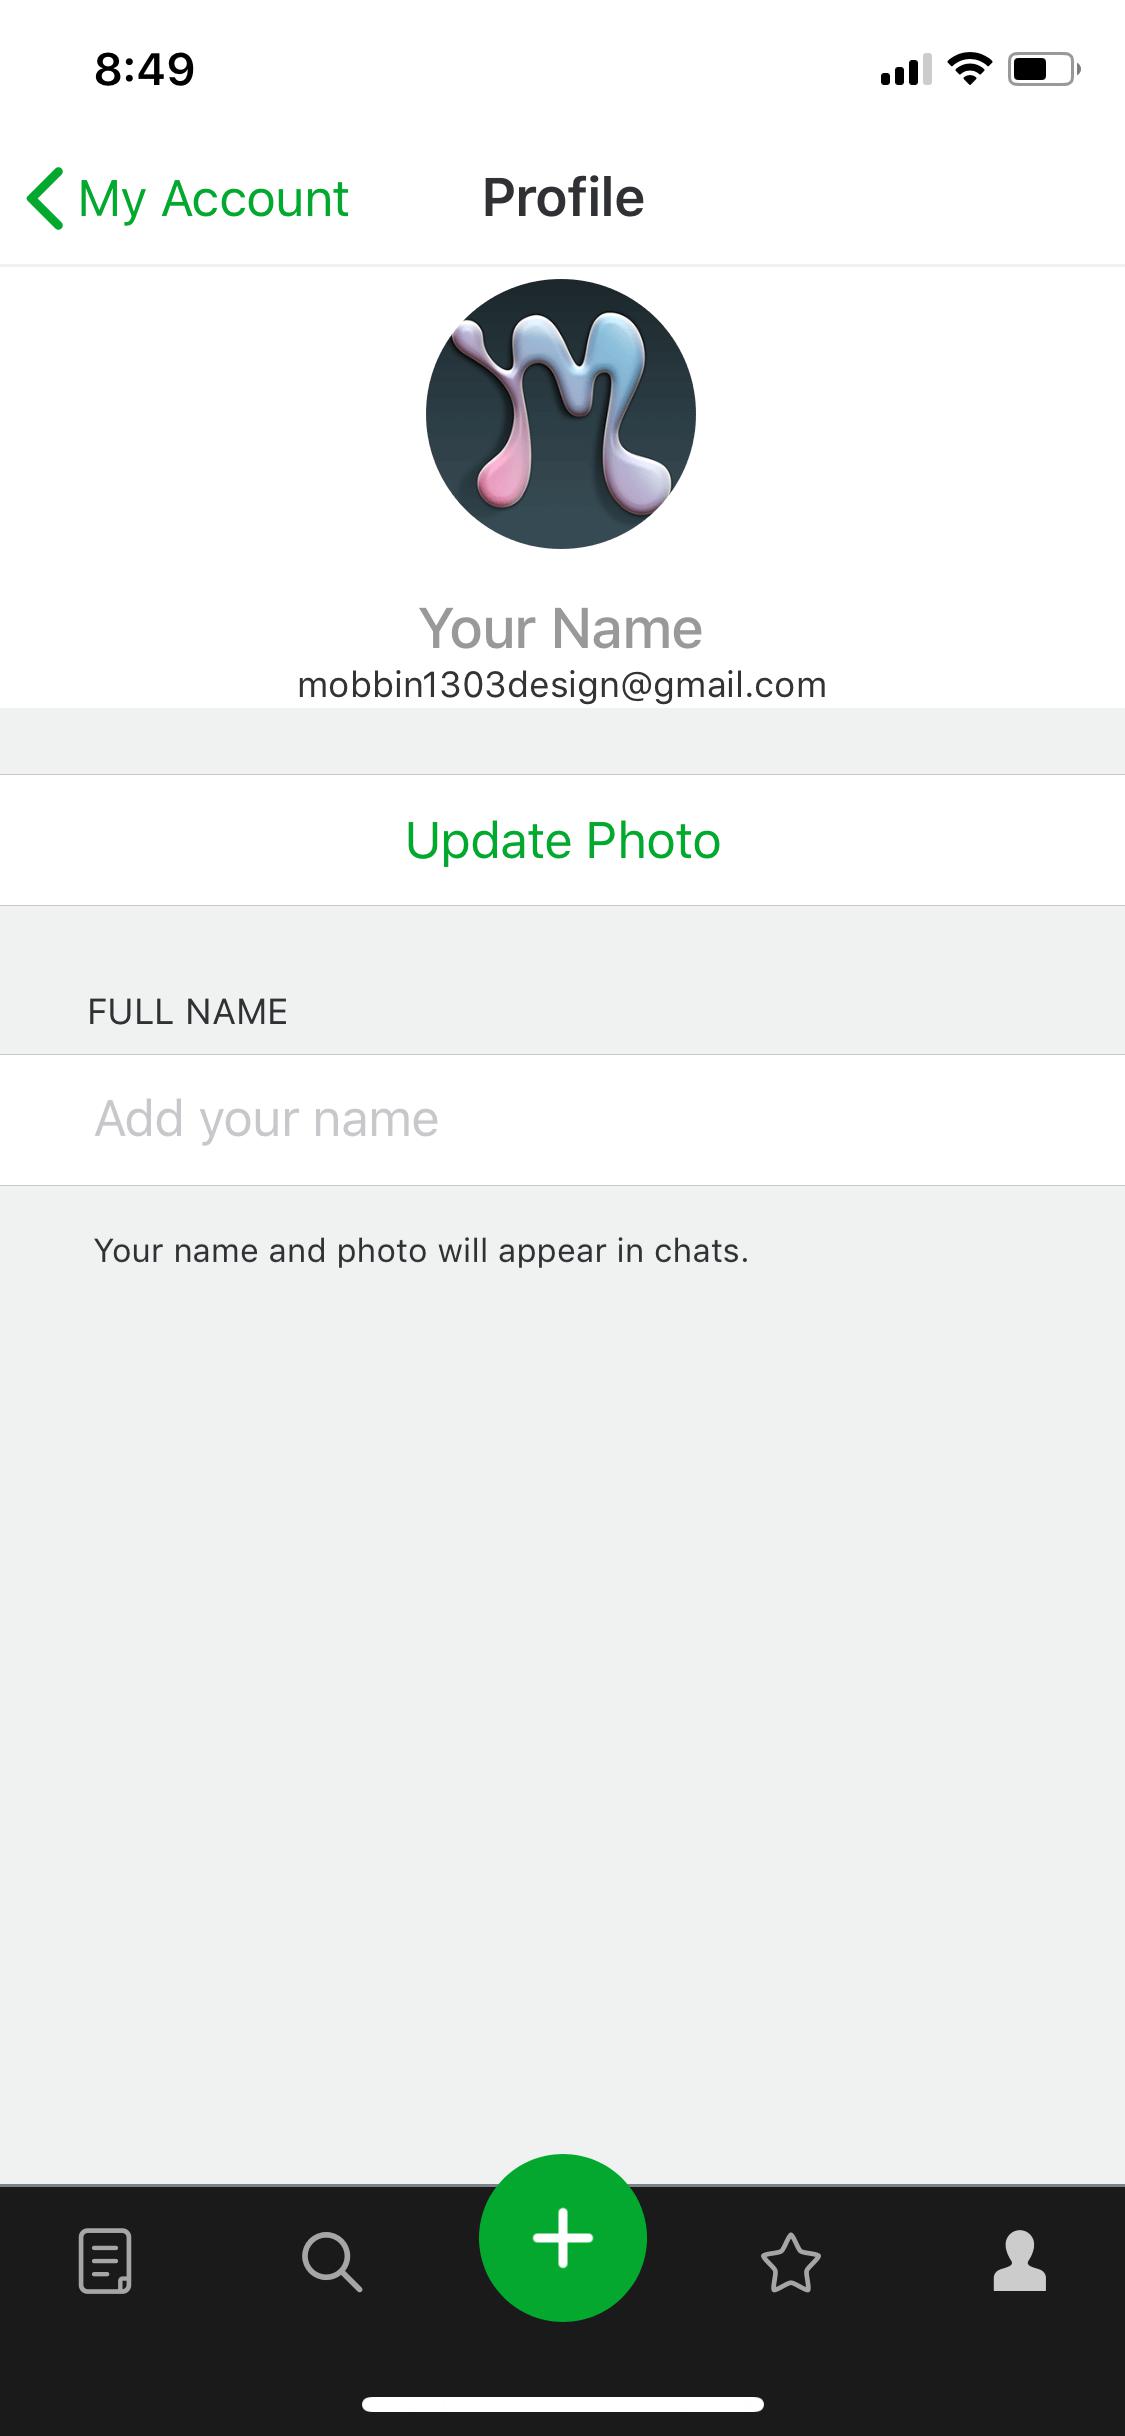 8:49
My Account
Profile
Your Name
mobbin1303design@gmail.com
Update Photo
FULL NAME
Add your name
Your name and photo will appear in chats.